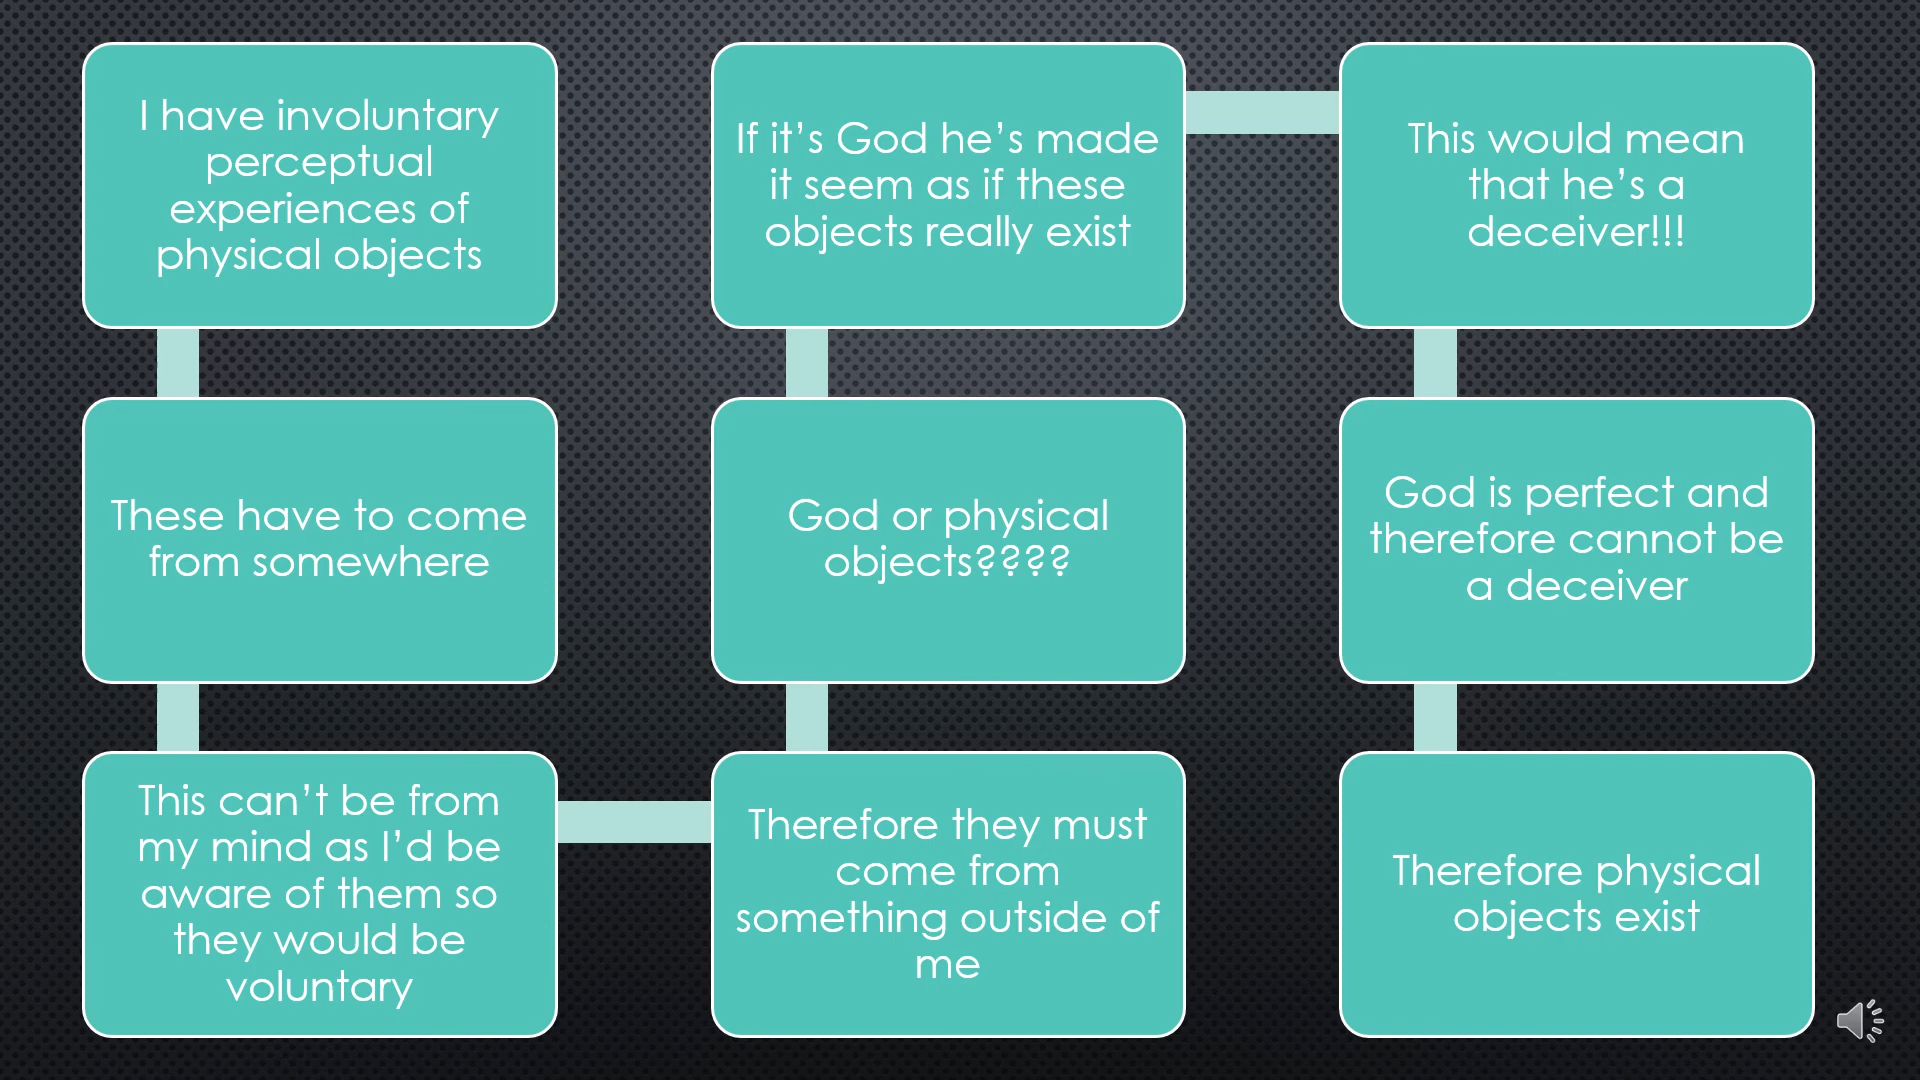 I have involuntary
perceptual
experiences of
physical objects
These have to come
from somewhere
This can’t be from
my mind as I’d be
aware of them so
they would be
voluntary
Therefore they must
come from
something outside of
me
God or physical
objects????
If it’s God he’s made
it seem as if these
objects really exist
This would mean
that he’s a
deceiver!!!
God is perfect and
therefore cannot be
a deceiver
Therefore physical
objects exist